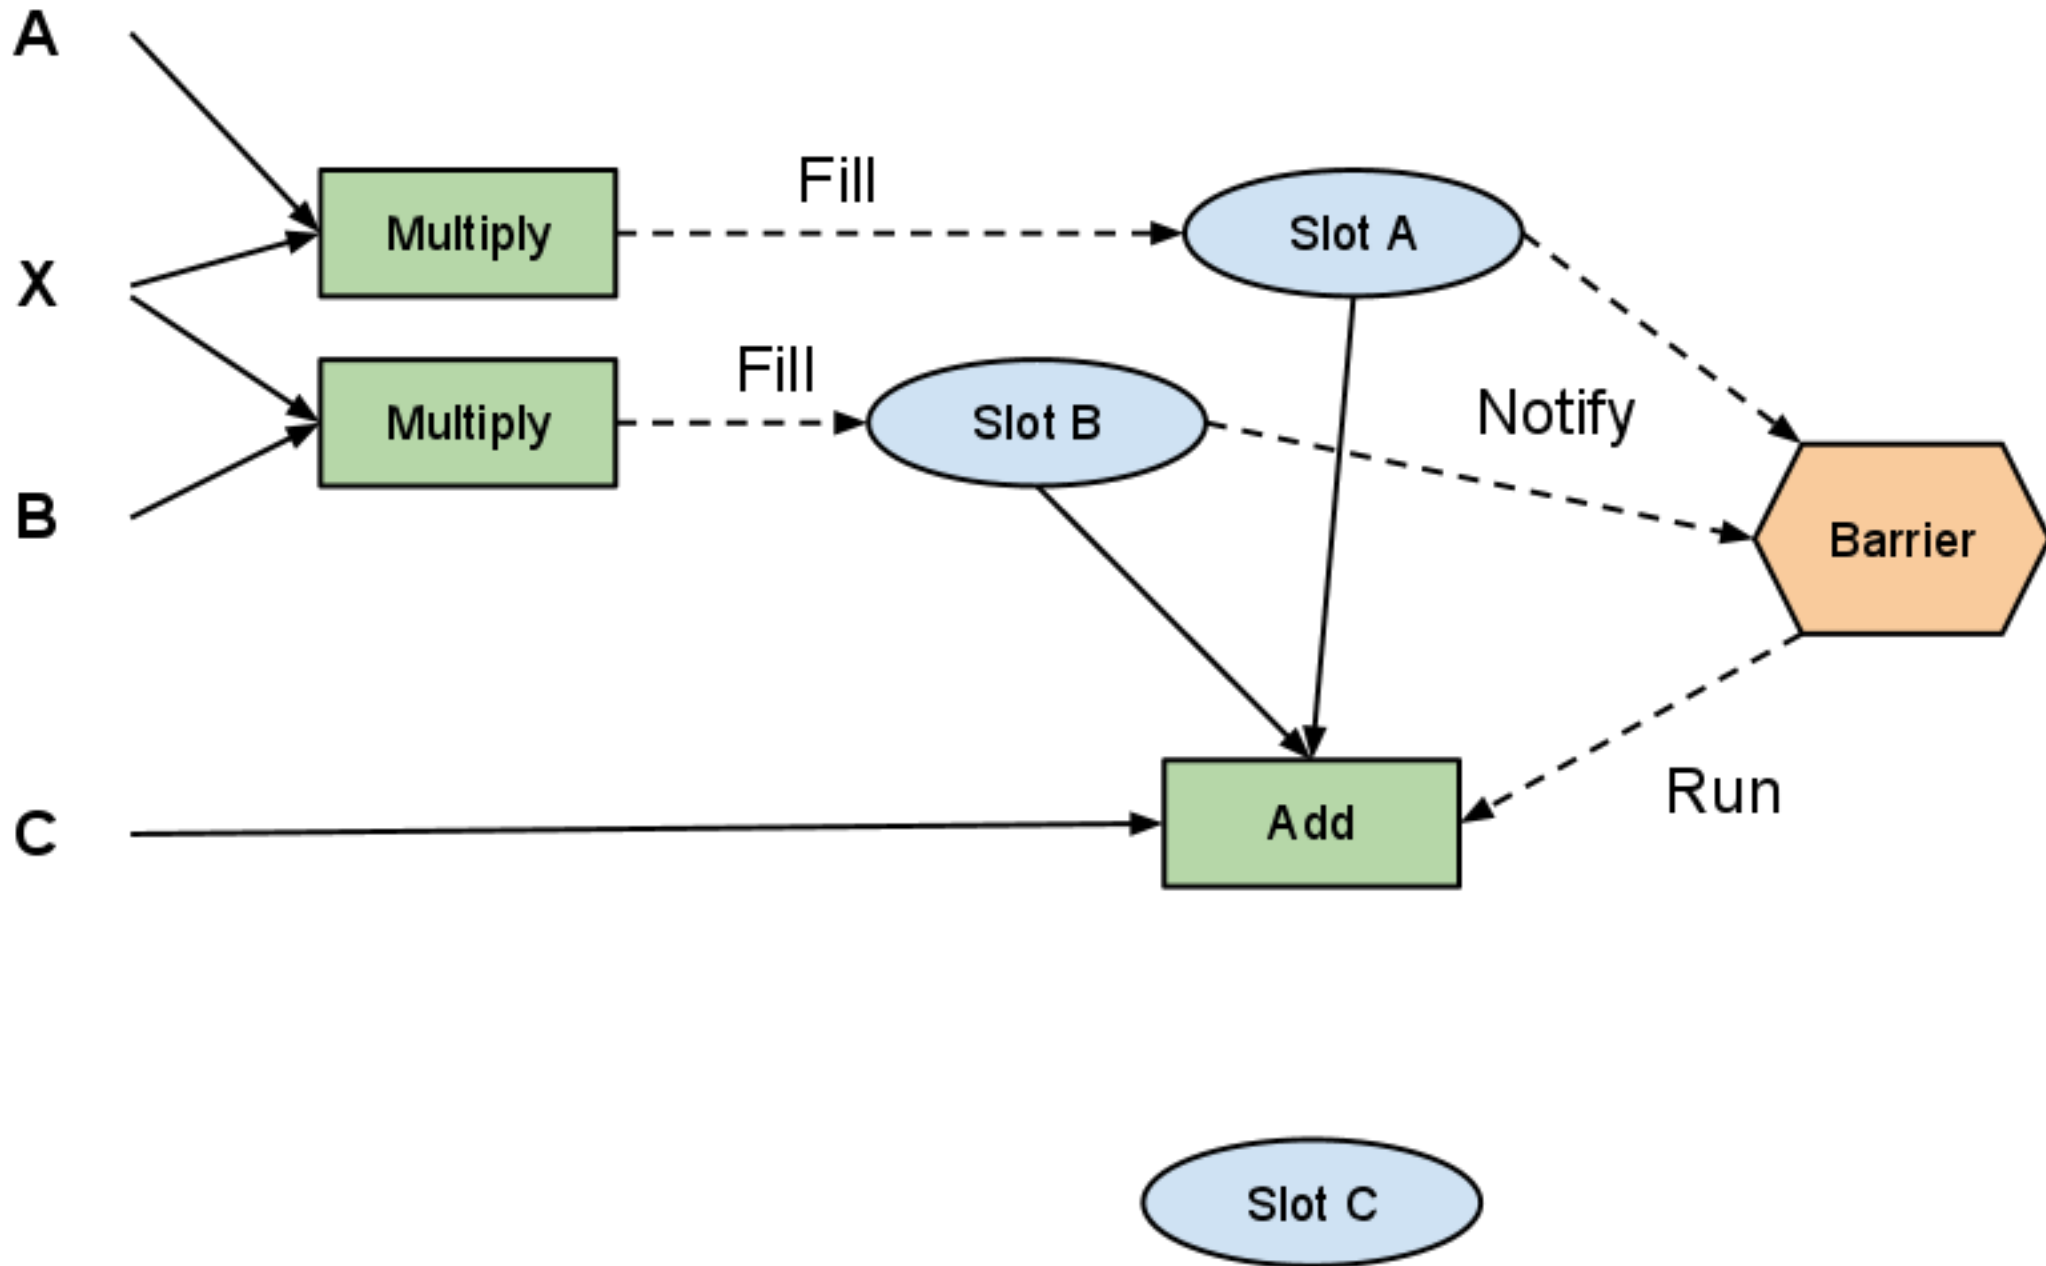 A
Fill
Multiply
Slot A
X
Fill
Multiply
Slot B
Notify
B
Barrier
Run
C
Add
Slot C